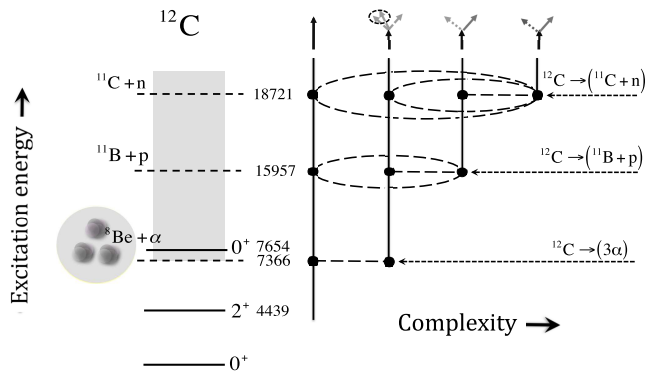 ¹²C
¹¹C+n 18721 ¹²C→(¹¹C+n)
¹¹B+p 15957 ¹²C→(¹¹B+p)
⁸Be+α 0⁺ 7654
7366 ¹²C→(3α)
2⁺ 4439
0⁺
Excitation energy
Complexity